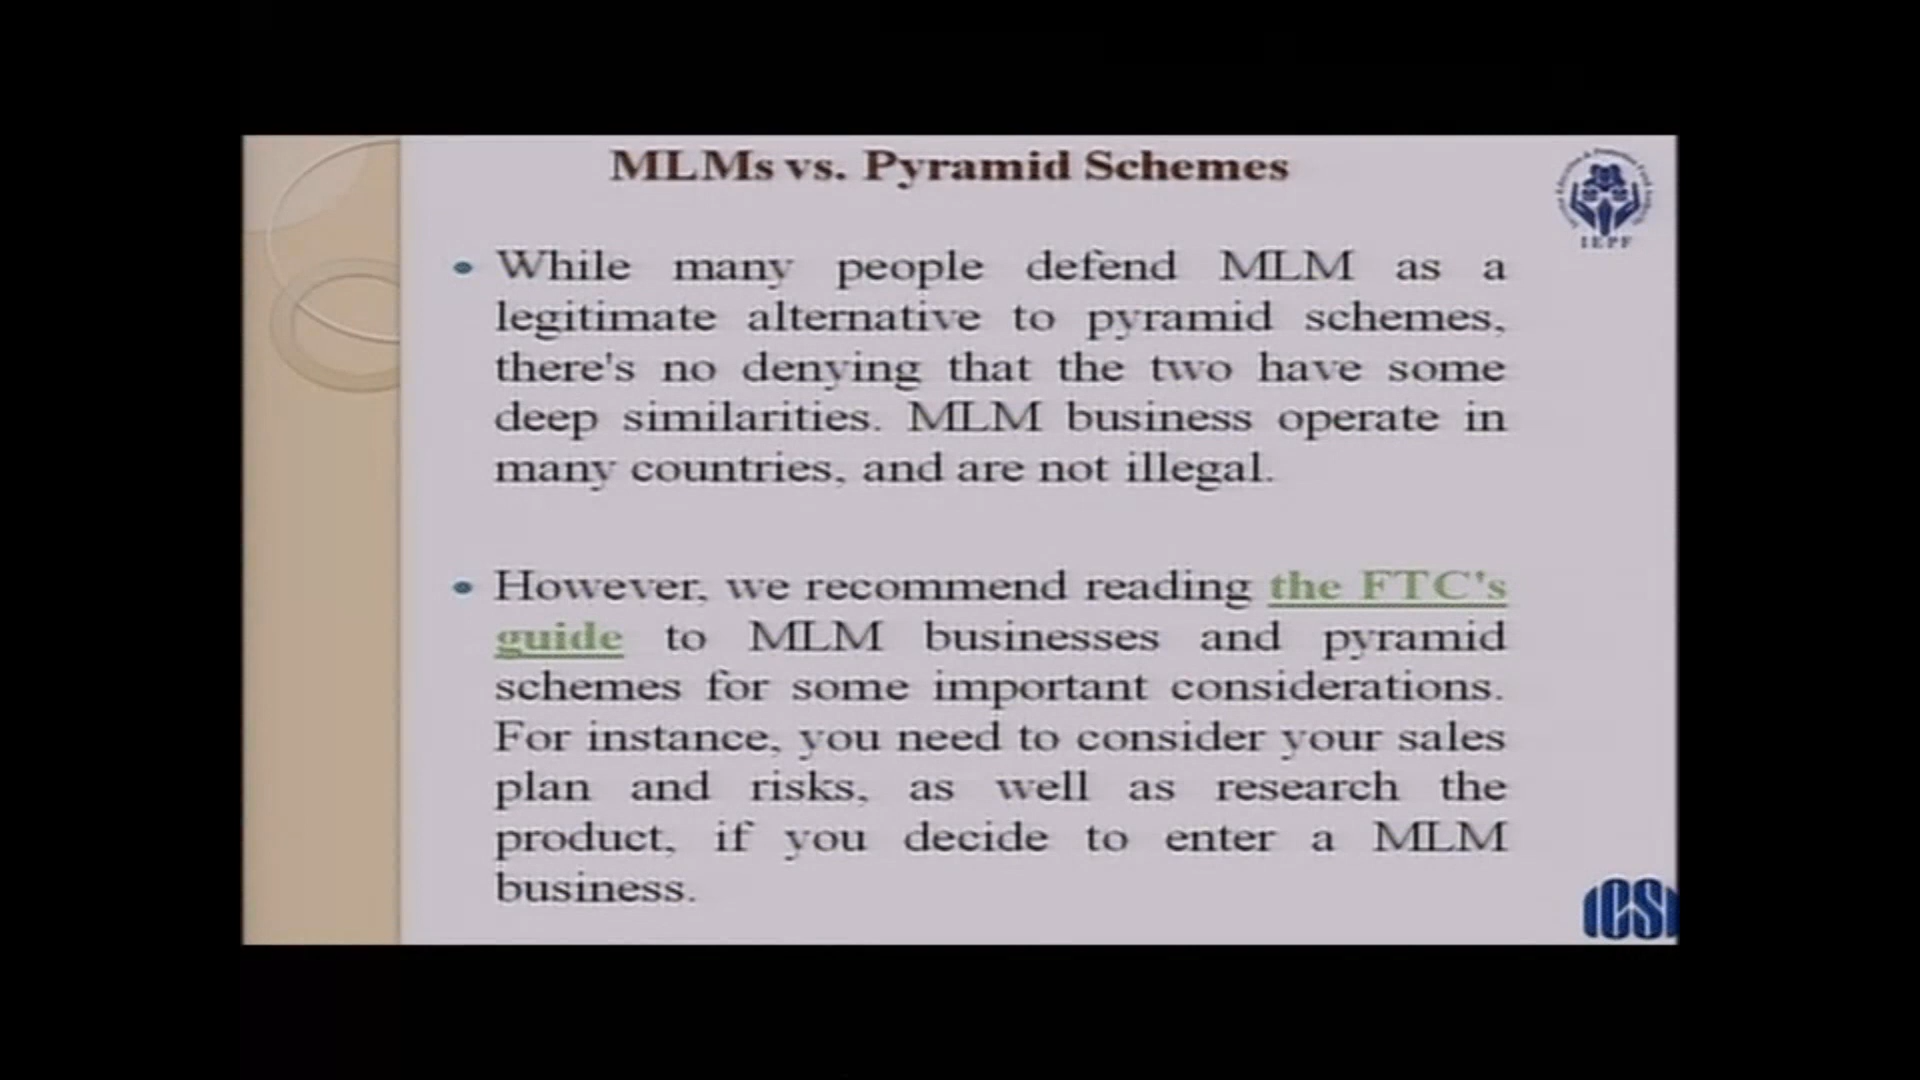 MLMs vs. Pyramid Schemes
IEPF
• While many people defend MLM as a
legitimate alternative to pyramid schemes,
there's no denying that the two have some
deep similarities. MLM business operate in
many countries, and are not illegal.
• However, we recommend reading the FTC's
guide to MLM businesses and pyramid
schemes for some important considerations.
For instance, you need to consider your sales
plan and risks, as well as research the
product, if you decide to enter a MLM
business.
ICSI